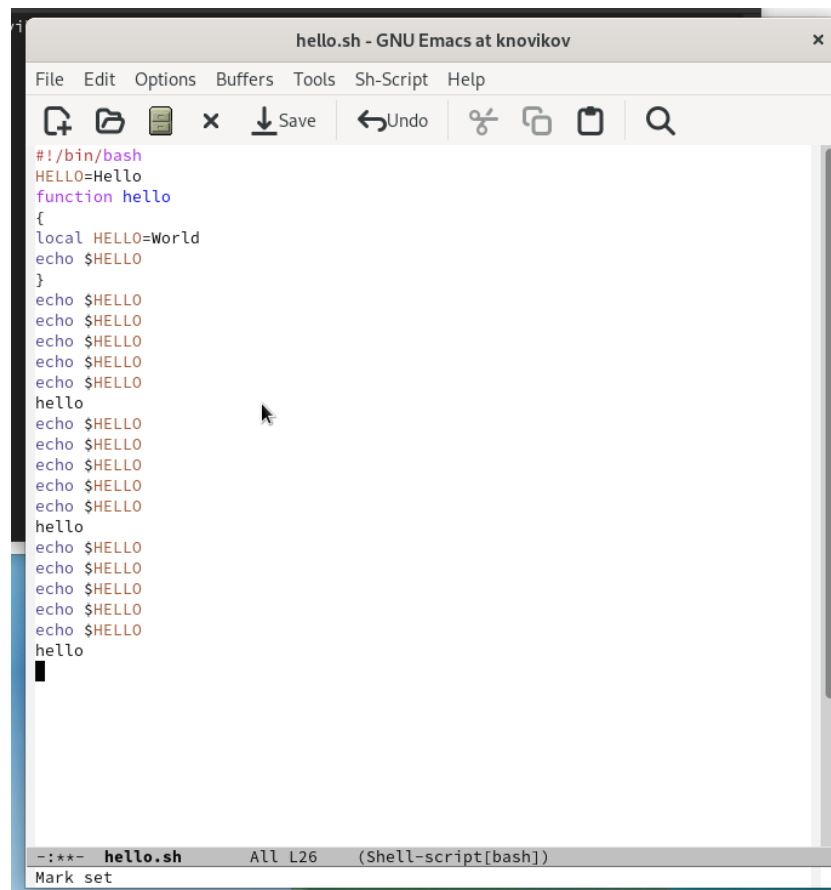 hello.sh - GNU Emacs at knovikov
File Edit Options Buffers Tools Sh-Script Help
Save Undo
#!/bin/bash
HELLO=Hello
function hello
{
local HELLO=World
echo $HELLO
}
echo $HELLO
echo $HELLO
echo $HELLO
echo $HELLO
echo $HELLO
hello
echo $HELLO
echo $HELLO
echo $HELLO
echo $HELLO
echo $HELLO
hello
echo $HELLO
echo $HELLO
echo $HELLO
echo $HELLO
echo $HELLO
hello
-:**- hello.sh All L26 (Shell-script[bash])
Mark set